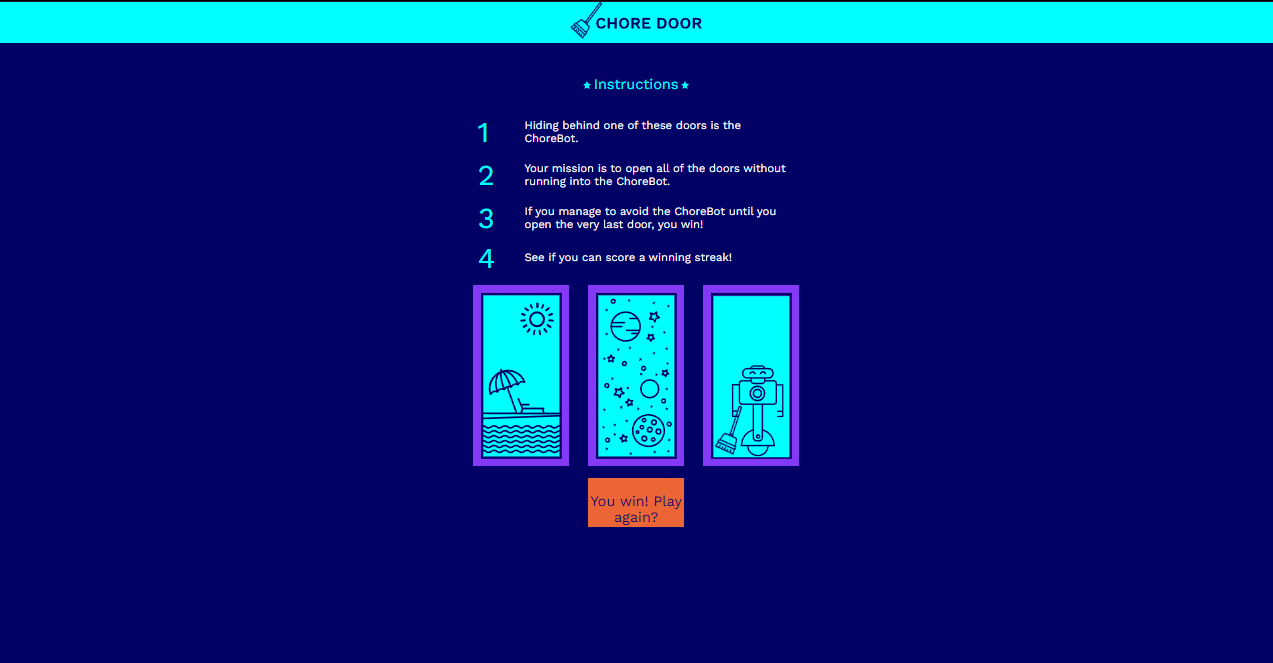 CHORE DOOR
Instructions
1
Hiding behind one of these doors is the
ChoreBot.
2
Your mission is to open all of the doors without
running into the ChoreBot.
3
If you manage to avoid the ChoreBot until you
open the very last door, you win!
4
See if you can score a winning streak!
You win! Play
again?